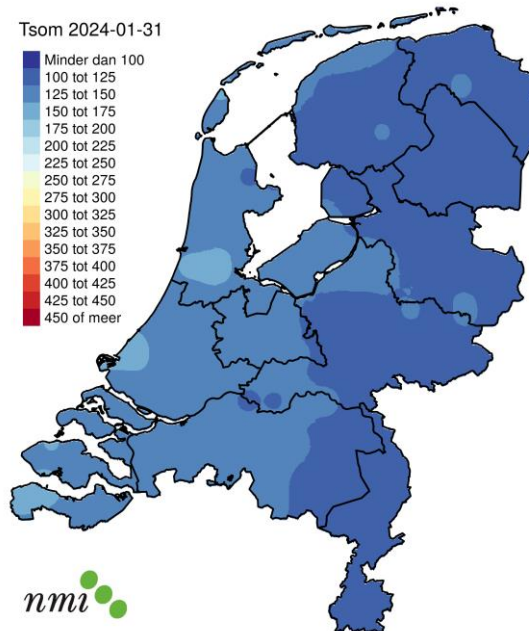 Tsom 2024-01-31
Minder dan 100
100 tot 125
125 tot 150
150 tot 175
175 tot 200
200 tot 225
225 tot 250
250 tot 275
275 tot 300
300 tot 325
325 tot 350
350 tot 375
375 tot 400
400 tot 425
425 tot 450
450 of meer
nmi